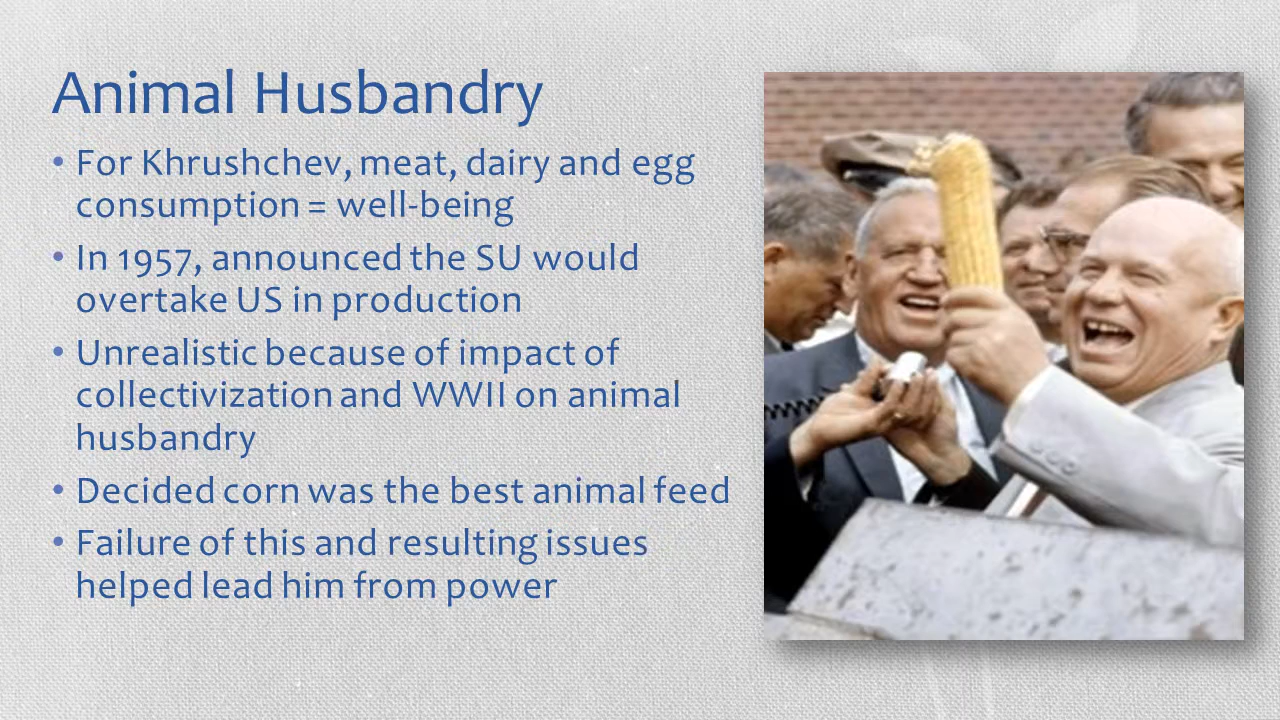 Animal Husbandry
• For Khrushchev, meat, dairy and egg
consumption = well-being
• In 1957, announced the SU would
overtake US in production
• Unrealistic because of impact of
collectivization and WWII on animal
husbandry
• Decided corn was the best animal feed
• Failure of this and resulting issues
helped lead him from power